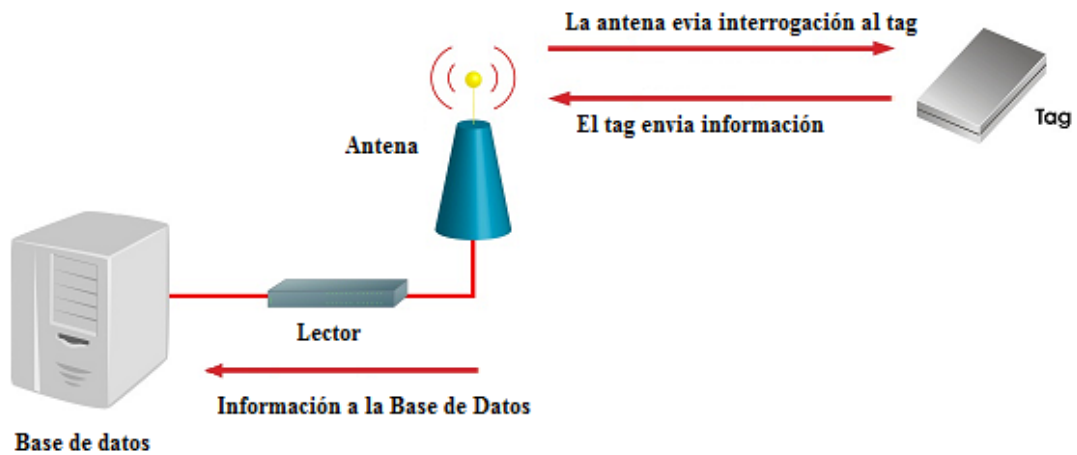 La antena evia interrogación al tag
El tag envia información
Tag
Antena
Lector
Información a la Base de Datos
Base de datos